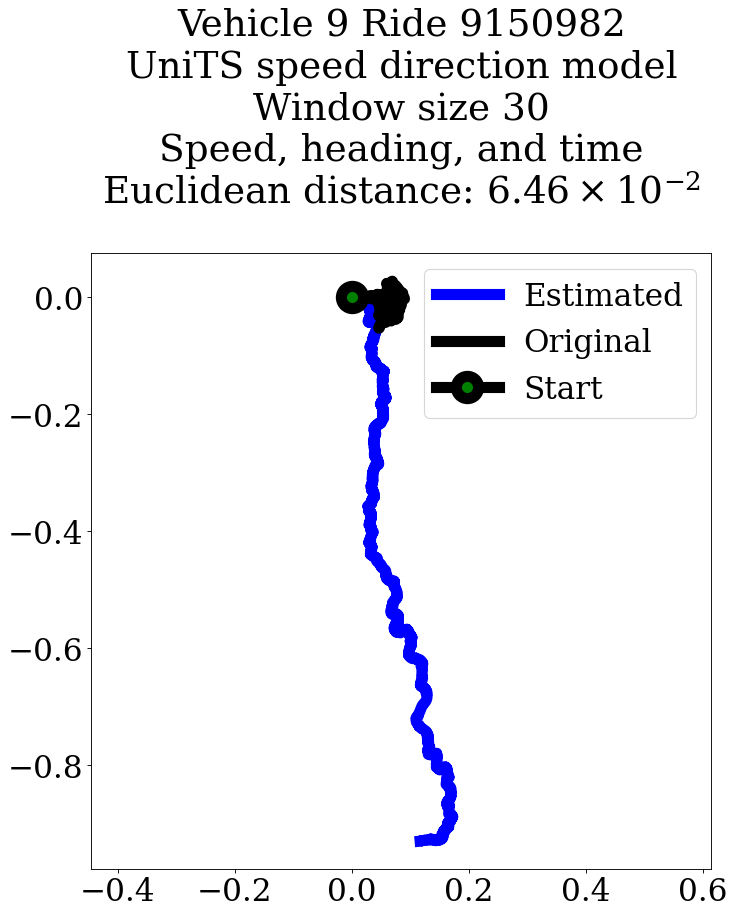 Vehicle 9 Ride 9150982
UniTS speed direction model
Window size 30
Speed, heading, and time
Euclidean distance: 6.46 × 10⁻²
Estimated
Original
Start
0.0
−0.2
−0.4
−0.6
−0.8
−0.4 −0.2 0.0 0.2 0.4 0.6